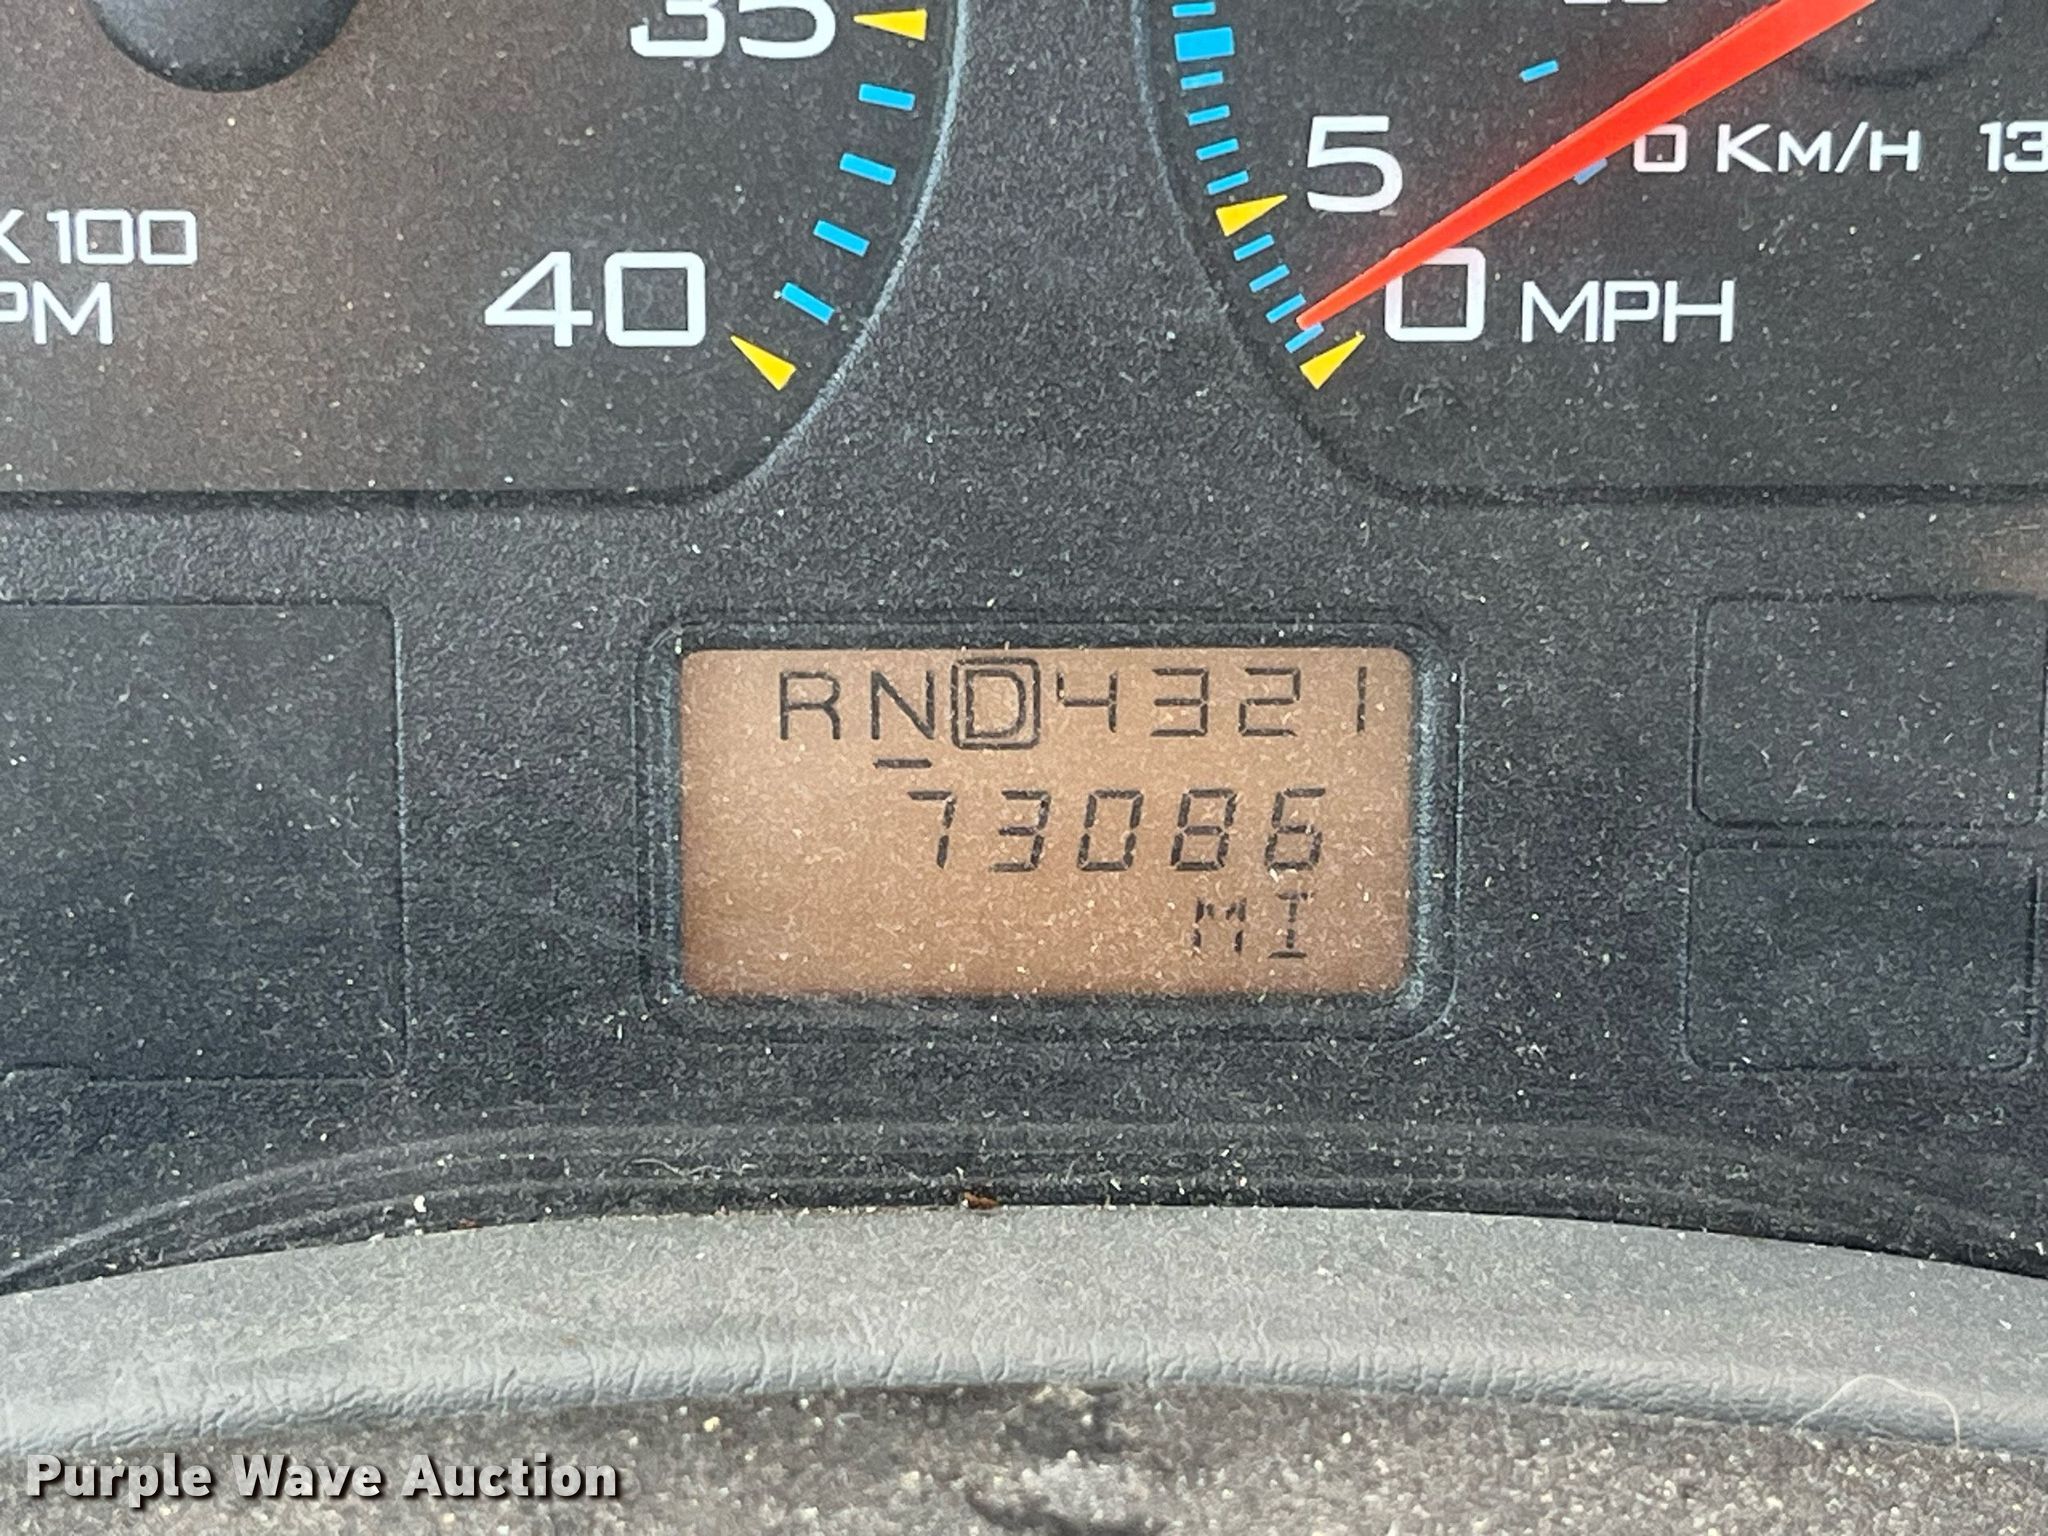 35
X 100
PM
40
5
0 KM/H 13
0 MPH
RND4321
73086
MI
Purple Wave Auction